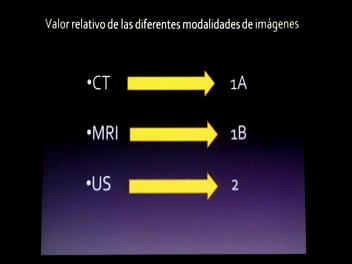 Valor relativo de las diferentes modalidades de imágenes
•CT 1A
•MRI 1B
•US 2